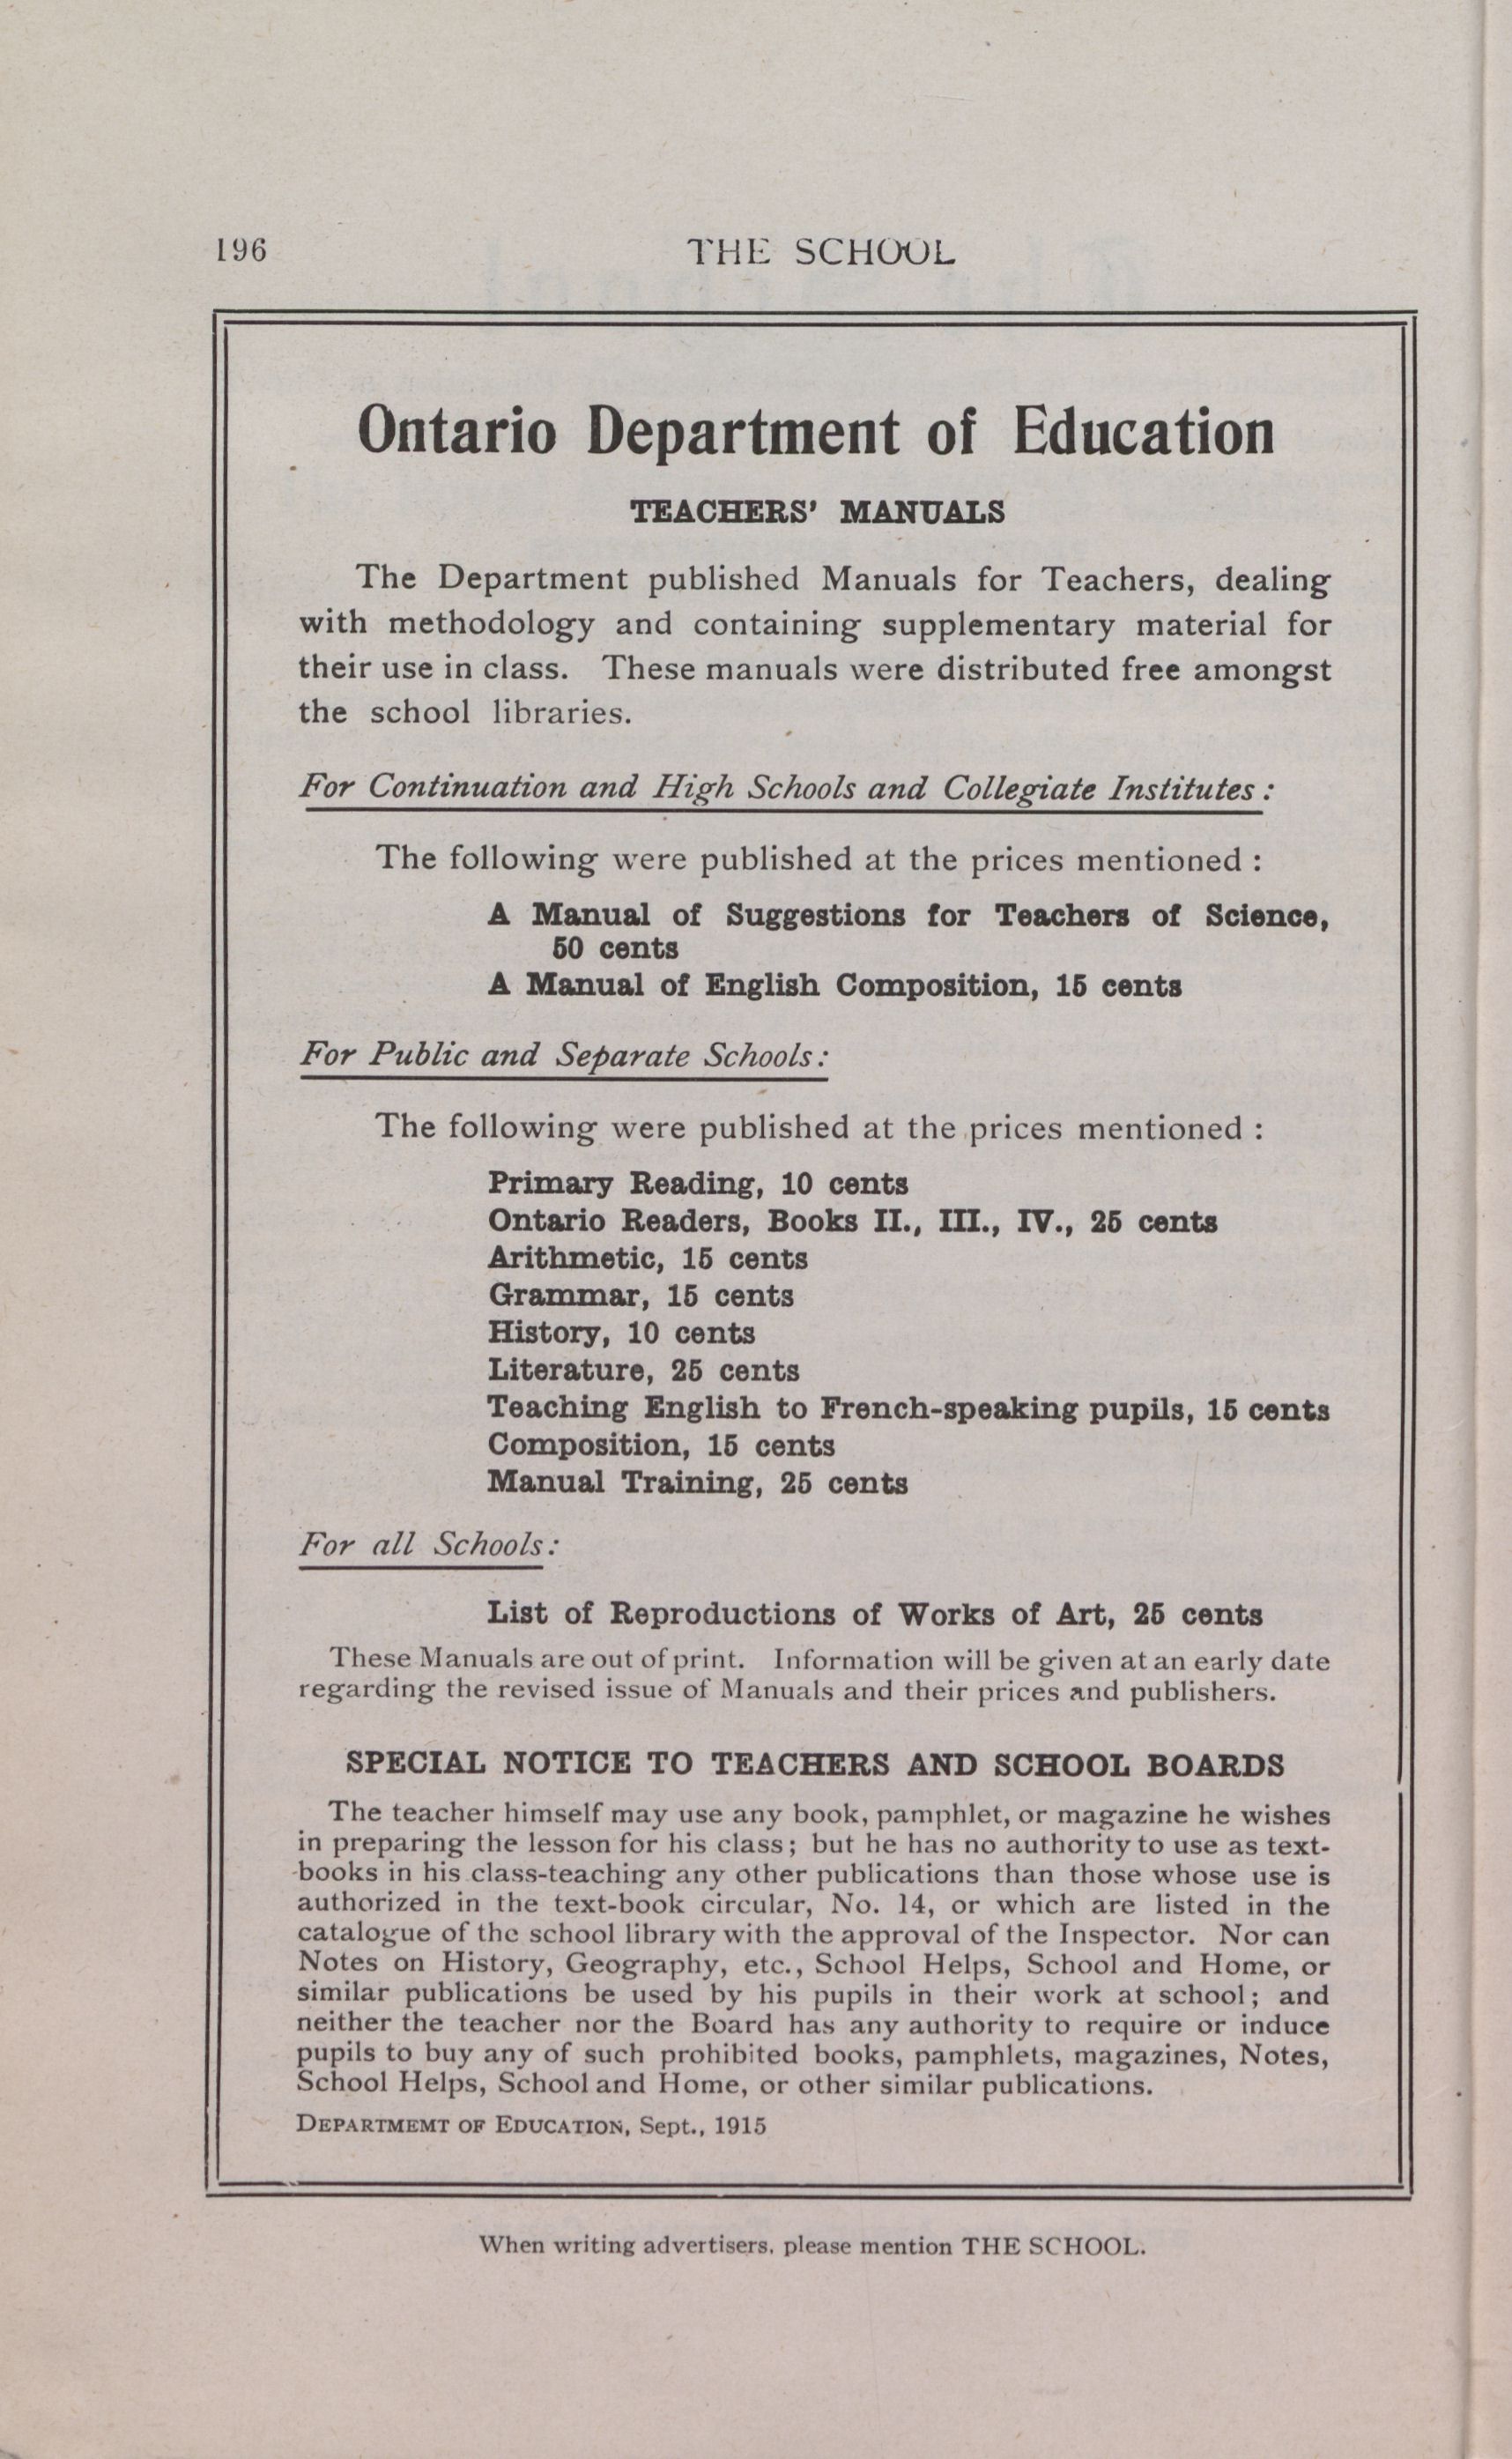 196
THE SCHOOL
Ontario Department of Education
TEACHERS' MANUALS
The Department published Manuals for Teachers, dealing
with methodology and containing supplementary material for
their use in class. These manuals were distributed free amongst
the school libraries.
For Continuation and High Schools and Collegiate Institutes :
The following were published at the prices mentioned :
A Manual of Suggestions for Teachers of Science,
50 cents
A Manual of English Composition, 15 cents
For Public and Separate Schools :
The following were published at the prices mentioned :
Primary Reading, 10 cents
Ontario Readers, Books II., III., IV., 25 cents
Arithmetic, 15 cents
Grammar, 15 cents
History, 10 cents
Literature, 25 cents
Teaching English to French-speaking pupils, 15 cents
Composition, 15 cents
Manual Training, 25 cents
For all Schools :
List of Reproductions of Works of Art, 25 cents
These Manuals are out of print. Information will be given at an early date
regarding the revised issue of Manuals and their prices and publishers.
SPECIAL NOTICE TO TEACHERS AND SCHOOL BOARDS
The teacher himself may use any book, pamphlet, or magazine he wishes
in preparing the lesson for his class; but he has no authority to use as text-
books in his class-teaching any other publications than those whose use is
authorized in the text-book circular, No. 14, or which are listed in the
catalogue of the school library with the approval of the Inspector. Nor can
Notes on History, Geography, etc., School Helps, School and Home, or
similar publications be used by his pupils in their work at school; and
neither the teacher nor the Board has any authority to require or induce
pupils to buy any of such prohibited books, pamphlets, magazines, Notes,
School Helps, School and Home, or other similar publications.
DEPARTMEMT OF EDUCATION, Sept., 1915
When writing advertisers, please mention THE SCHOOL.